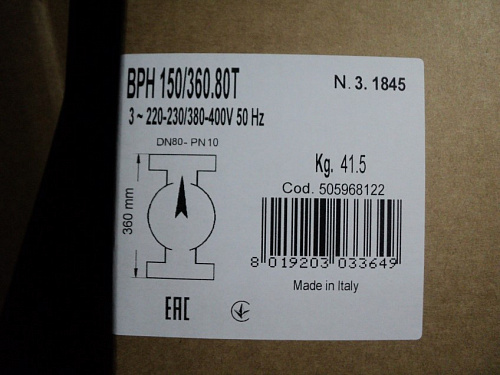 BPH 150/360.80T
N. 3. 1845
3 ~ 220-230/380-400V 50 Hz
DN80- PN10
360 mm
Kg. 41.5
Cod. 505968122
8 019203 033649
Made in Italy
EAC